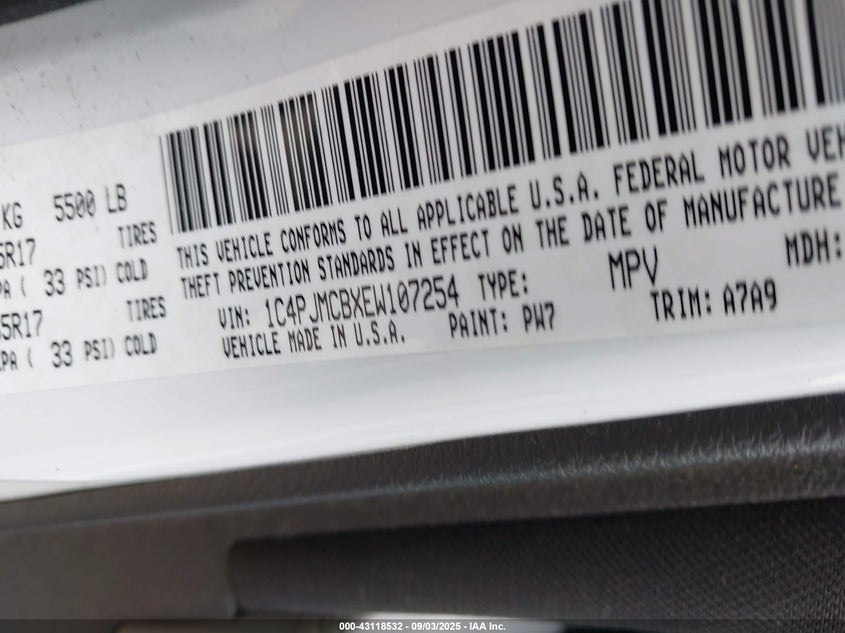 KG 5500 LB
5R17 TIRES
PA ( 33 PSI) COLD
5R17 TIRES
KPA ( 33 PSI) COLD
THIS VEHICLE CONFORMS TO ALL APPLICABLE U.S.A. FEDERAL MOTOR VEH
THEFT PREVENTION STANDARDS IN EFFECT ON THE DATE OF MANUFACTURE
VIN: 1C4PJMCBXEW107254 TYPE: MPV MDH:
VEHICLE MADE IN U.S.A. PAINT: PW7 TRIM: A7A9
000-43118532 - 09/03/2025 - IAA Inc.